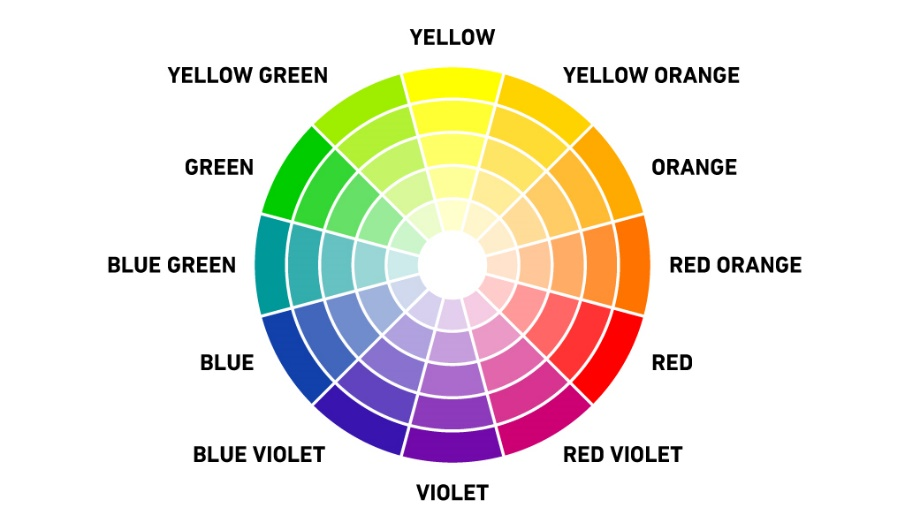 YELLOW
YELLOW GREEN
YELLOW ORANGE
GREEN
ORANGE
BLUE GREEN
RED ORANGE
BLUE
RED
BLUE VIOLET
RED VIOLET
VIOLET